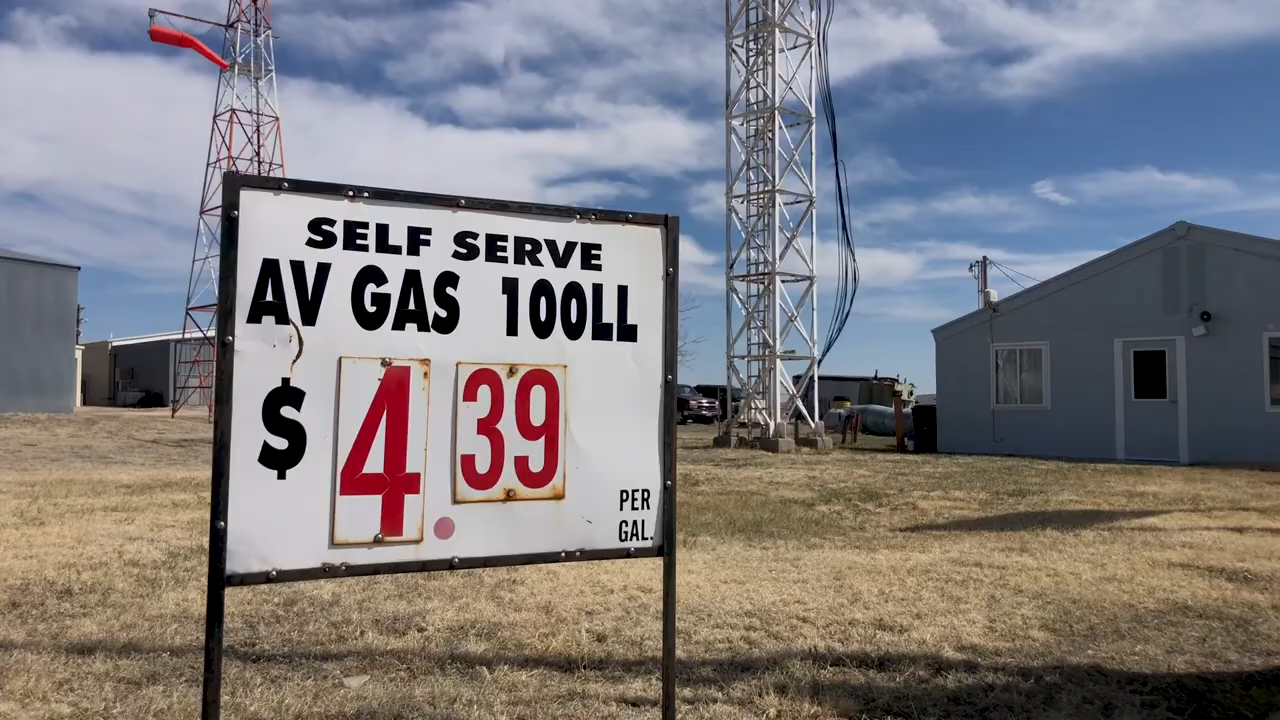 SELF SERVE
AV GAS 100LL
$4.39
PER
GAL.